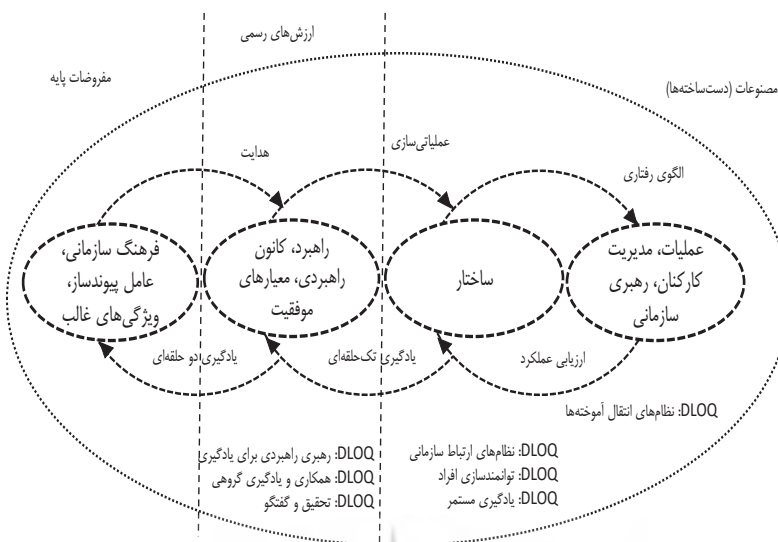 ارزش‌های رسمی
مفروضات پایه
مصنوعات (دست‌ساخته‌ها)
هدایت
عملیاتی‌سازی
الگوی رفتاری
فرهنگ سازمانی،
عامل پیوندساز،
ویژگی‌های غالب
راهبرد، کانون
راهبردی، معیارهای
موفقیت
ساختار
عملیات، مدیریت
کارکنان، رهبری
سازمانی
یادگیری دو حلقه‌ای
یادگیری تک‌حلقه‌ای
ارزیابی عملکرد
DLOQ: نظام‌های انتقال آموخته‌ها
DLOQ: نظام‌های ارتباط سازمانی
DLOQ: توانمندسازی افراد
DLOQ: یادگیری مستمر
DLOQ: رهبری راهبردی برای یادگیری
DLOQ: همکاری و یادگیری گروهی
DLOQ: تحقیق و گفتگو